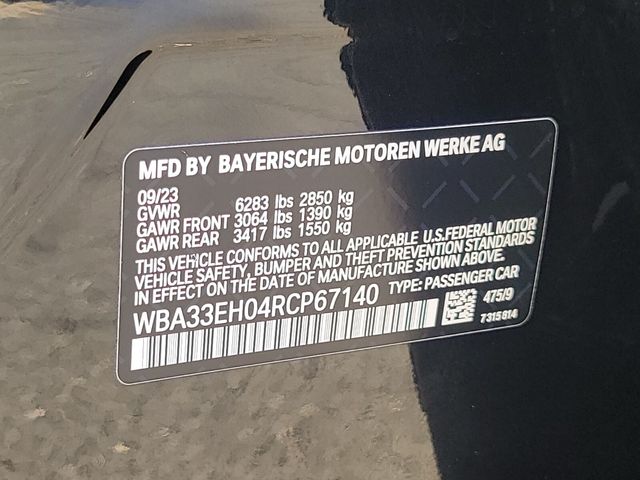 MFD BY BAYERISCHE MOTOREN WERKE AG
09/23
GVWR 6283 lbs 2850 kg
GAWR FRONT 3064 lbs 1390 kg
GAWR REAR 3417 lbs 1550 kg
THIS VEHICLE CONFORMS TO ALL APPLICABLE U.S.FEDERAL MOTOR
VEHICLE SAFETY, BUMPER AND THEFT PREVENTION STANDARDS
IN EFFECT ON THE DATE OF MANUFACTURE SHOWN ABOVE.
WBA33EH04RCP67140 TYPE: PASSENGER CAR
475/9
7315814